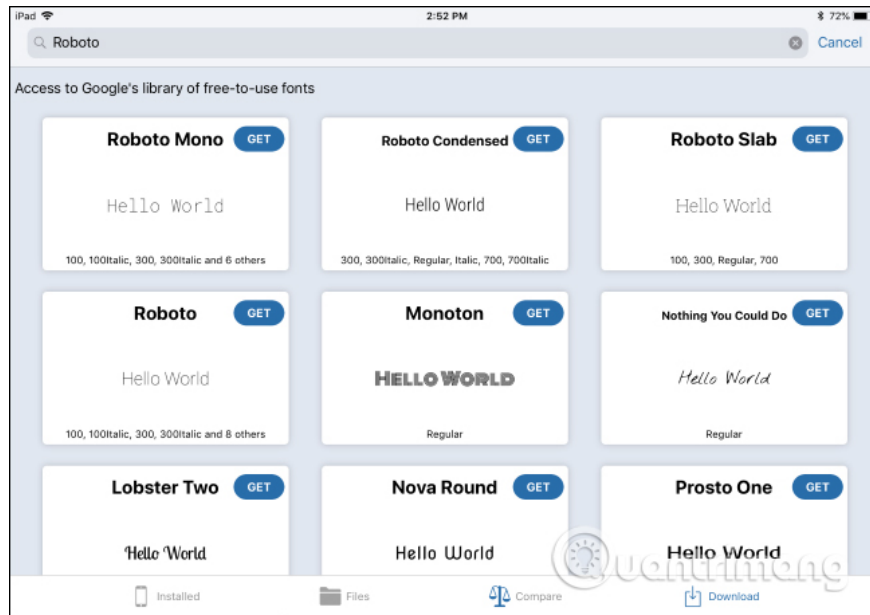 iPad 2:52 PM 72%
Roboto Cancel
Access to Google's library of free-to-use fonts
Roboto Mono GET
Hello World
100, 100Italic, 300, 300Italic and 6 others
Roboto Condensed GET
Hello World
300, 300Italic, Regular, Italic, 700, 700Italic
Roboto Slab GET
Hello World
100, 300, Regular, 700
Roboto GET
Hello World
100, 100Italic, 300, 300Italic and 8 others
Monoton GET
Hello World
Regular
Nothing You Could Do GET
Hello World
Regular
Lobster Two GET
Hello World
Nova Round GET
Hello World
Prosto One GET
Hello World
Quantrimang
Installed
Files
Compare
Download